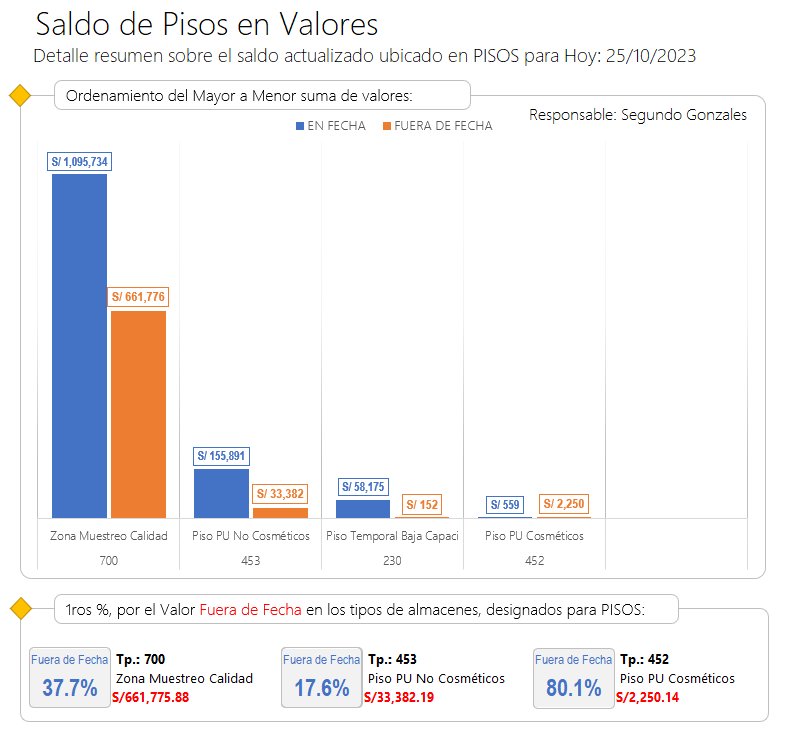 Saldo de Pisos en Valores
Detalle resumen sobre el saldo actualizado ubicado en PISOS para Hoy: 25/10/2023
Ordenamiento del Mayor a Menor suma de valores:
Responsable: Segundo Gonzales
EN FECHA FUERA DE FECHA
S/ 1,095,734
S/ 661,776
S/ 155,891
S/ 33,382
S/ 58,175
S/ 152
S/ 559
S/ 2,250
Zona Muestreo Calidad Piso PU No Cosméticos Piso Temporal Baja Capaci Piso PU Cosméticos
700 453 230 452
1ros %, por el Valor Fuera de Fecha en los tipos de almacenes, designados para PISOS:
Fuera de Fecha
37.7%
Tp.: 700
Zona Muestreo Calidad
S/661,775.88
Fuera de Fecha
17.6%
Tp.: 453
Piso PU No Cosméticos
S/33,382.19
Fuera de Fecha
80.1%
Tp.: 452
Piso PU Cosméticos
S/2,250.14